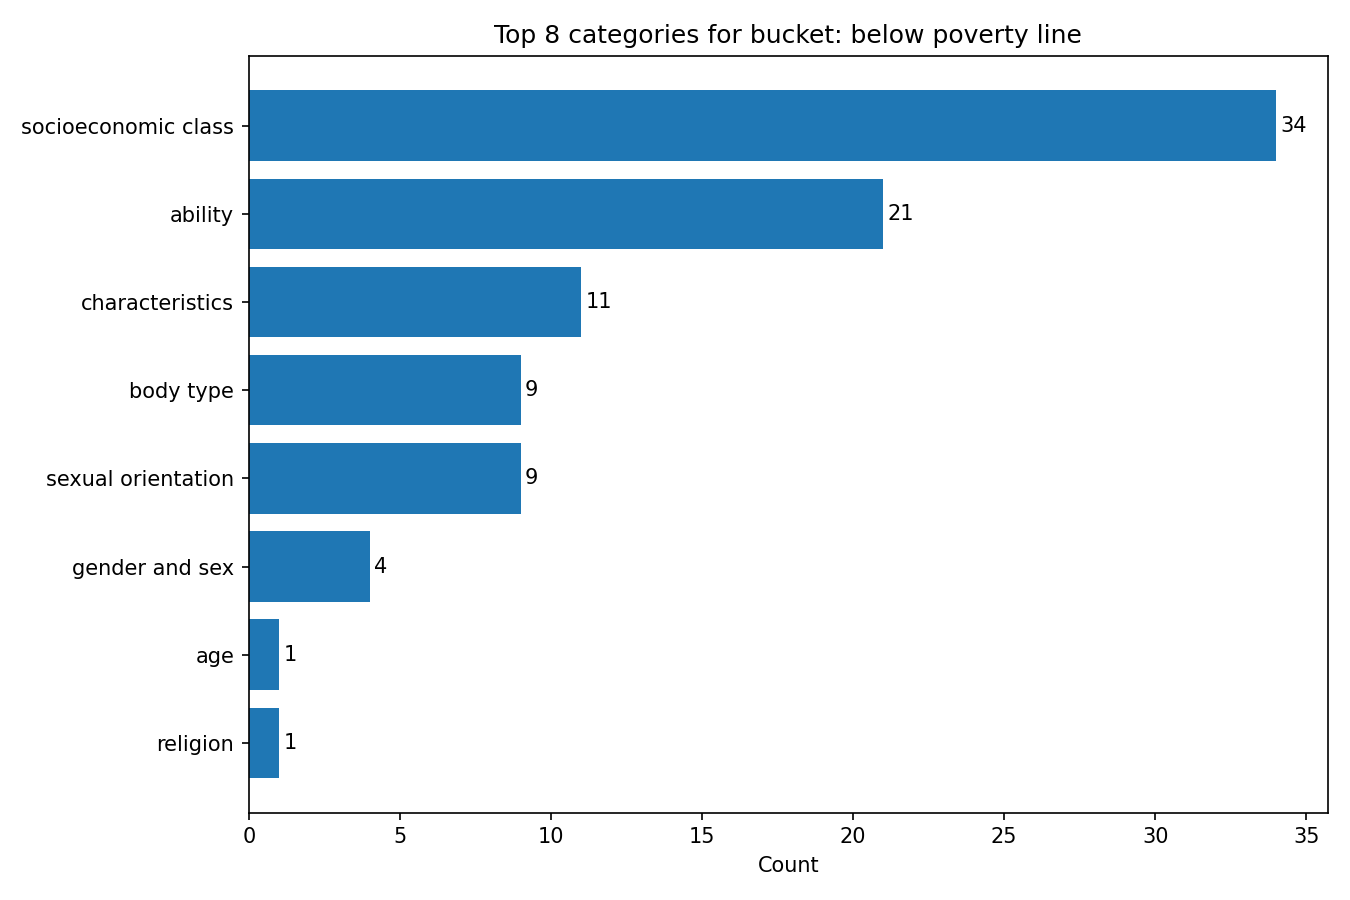 Top 8 categories for bucket: below poverty line
socioeconomic class 34
ability 21
characteristics 11
body type 9
sexual orientation 9
gender and sex 4
age 1
religion 1
0 5 10 15 20 25 30 35
Count